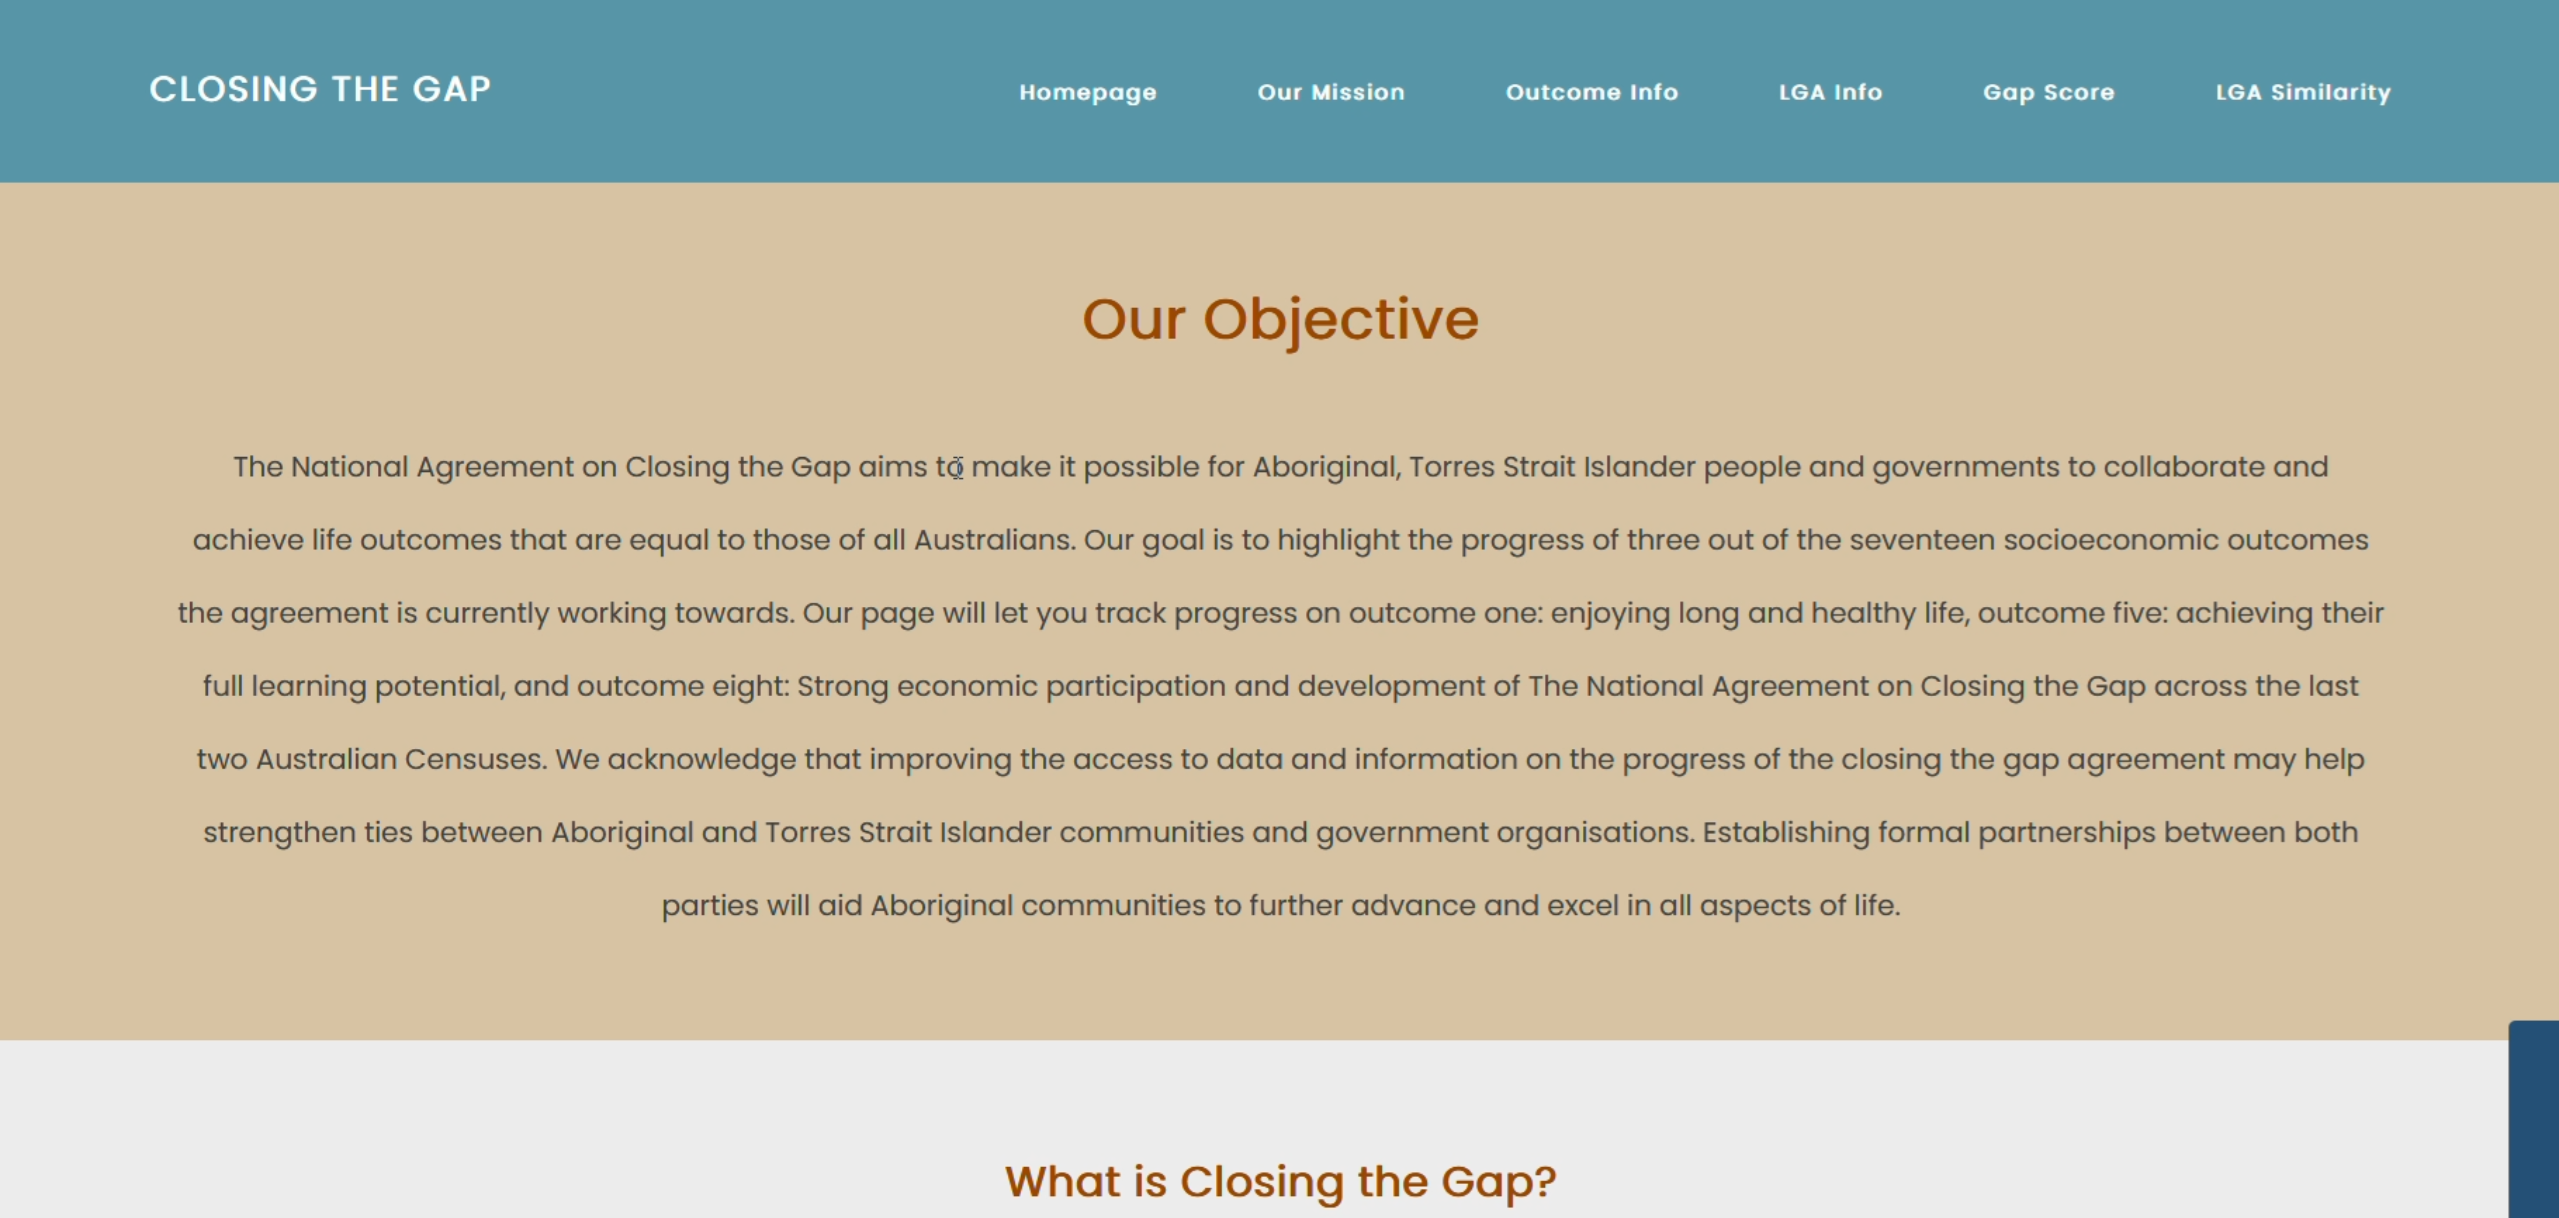 CLOSING THE GAP
Homepage Our Mission Outcome Info LGA Info Gap Score LGA Similarity
Our Objective
The National Agreement on Closing the Gap aims to make it possible for Aboriginal, Torres Strait Islander people and governments to collaborate and
achieve life outcomes that are equal to those of all Australians. Our goal is to highlight the progress of three out of the seventeen socioeconomic outcomes
the agreement is currently working towards. Our page will let you track progress on outcome one: enjoying long and healthy life, outcome five: achieving their
full learning potential, and outcome eight: Strong economic participation and development of The National Agreement on Closing the Gap across the last
two Australian Censuses. We acknowledge that improving the access to data and information on the progress of the closing the gap agreement may help
strengthen ties between Aboriginal and Torres Strait Islander communities and government organisations. Establishing formal partnerships between both
parties will aid Aboriginal communities to further advance and excel in all aspects of life.
What is Closing the Gap?